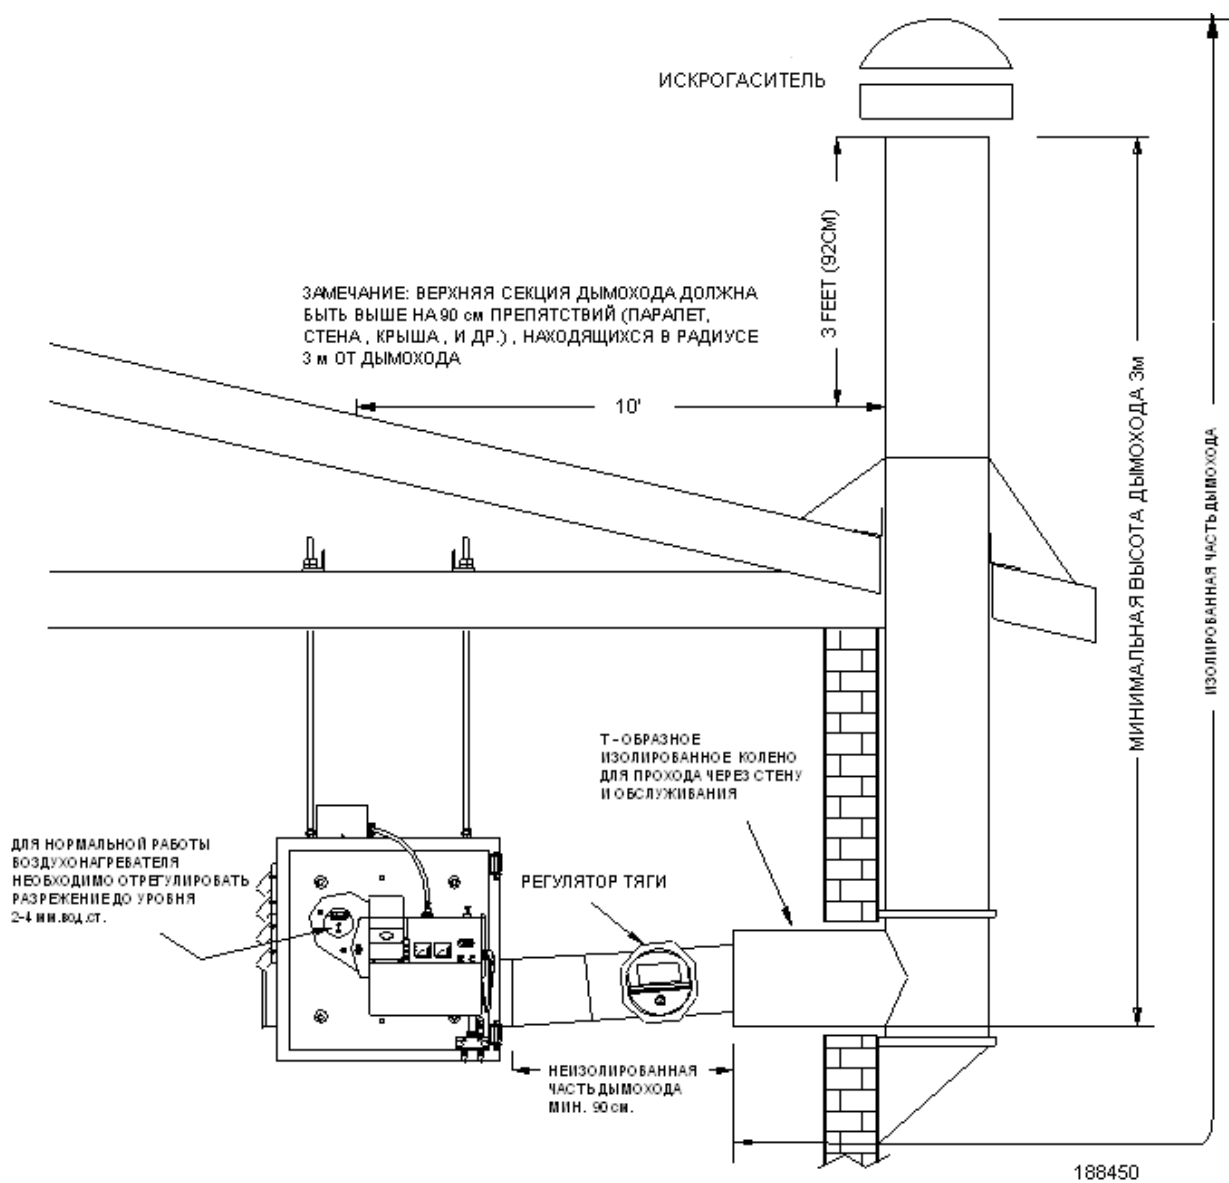 ИСКРОГАСИТЕЛЬ
3 FEET (92СМ)
ЗАМЕЧАНИЕ: ВЕРХНЯЯ СЕКЦИЯ ДЫМОХОДА ДОЛЖНА
БЫТЬ ВЫШЕ НА 90 см ПРЕПЯТСТВИЙ (ПАРАПЕТ,
СТЕНА , КРЫША , И ДР.) , НАХОДЯЩИХСЯ В РАДИУСЕ
3 м ОТ ДЫМОХОДА
10'
МИНИМАЛЬНАЯ ВЫСОТА ДЫМОХОДА 3м
ИЗОЛИРОВАННАЯ ЧАСТЬ ДЫМОХОДА
Т - ОБРАЗНОЕ
ИЗОЛИРОВАННОЕ КОЛЕНО
ДЛЯ ПРОХОДА ЧЕРЕЗ СТЕНУ
И ОБСЛУЖИВАНИЯ
ДЛЯ НОРМАЛЬНОЙ РАБОТЫ
ВОЗДУХОНАГРЕВАТЕЛЯ
НЕОБХОДИМО ОТРЕГУЛИРОВАТЬ
РАЗРЕЖЕНИЕ ДО УРОВНЯ
2-4 мм.вод.ст.
РЕГУЛЯТОР ТЯГИ
НЕИЗОЛИРОВАННАЯ
ЧАСТЬ ДЫМОХОДА
МИН. 90 см.
188450